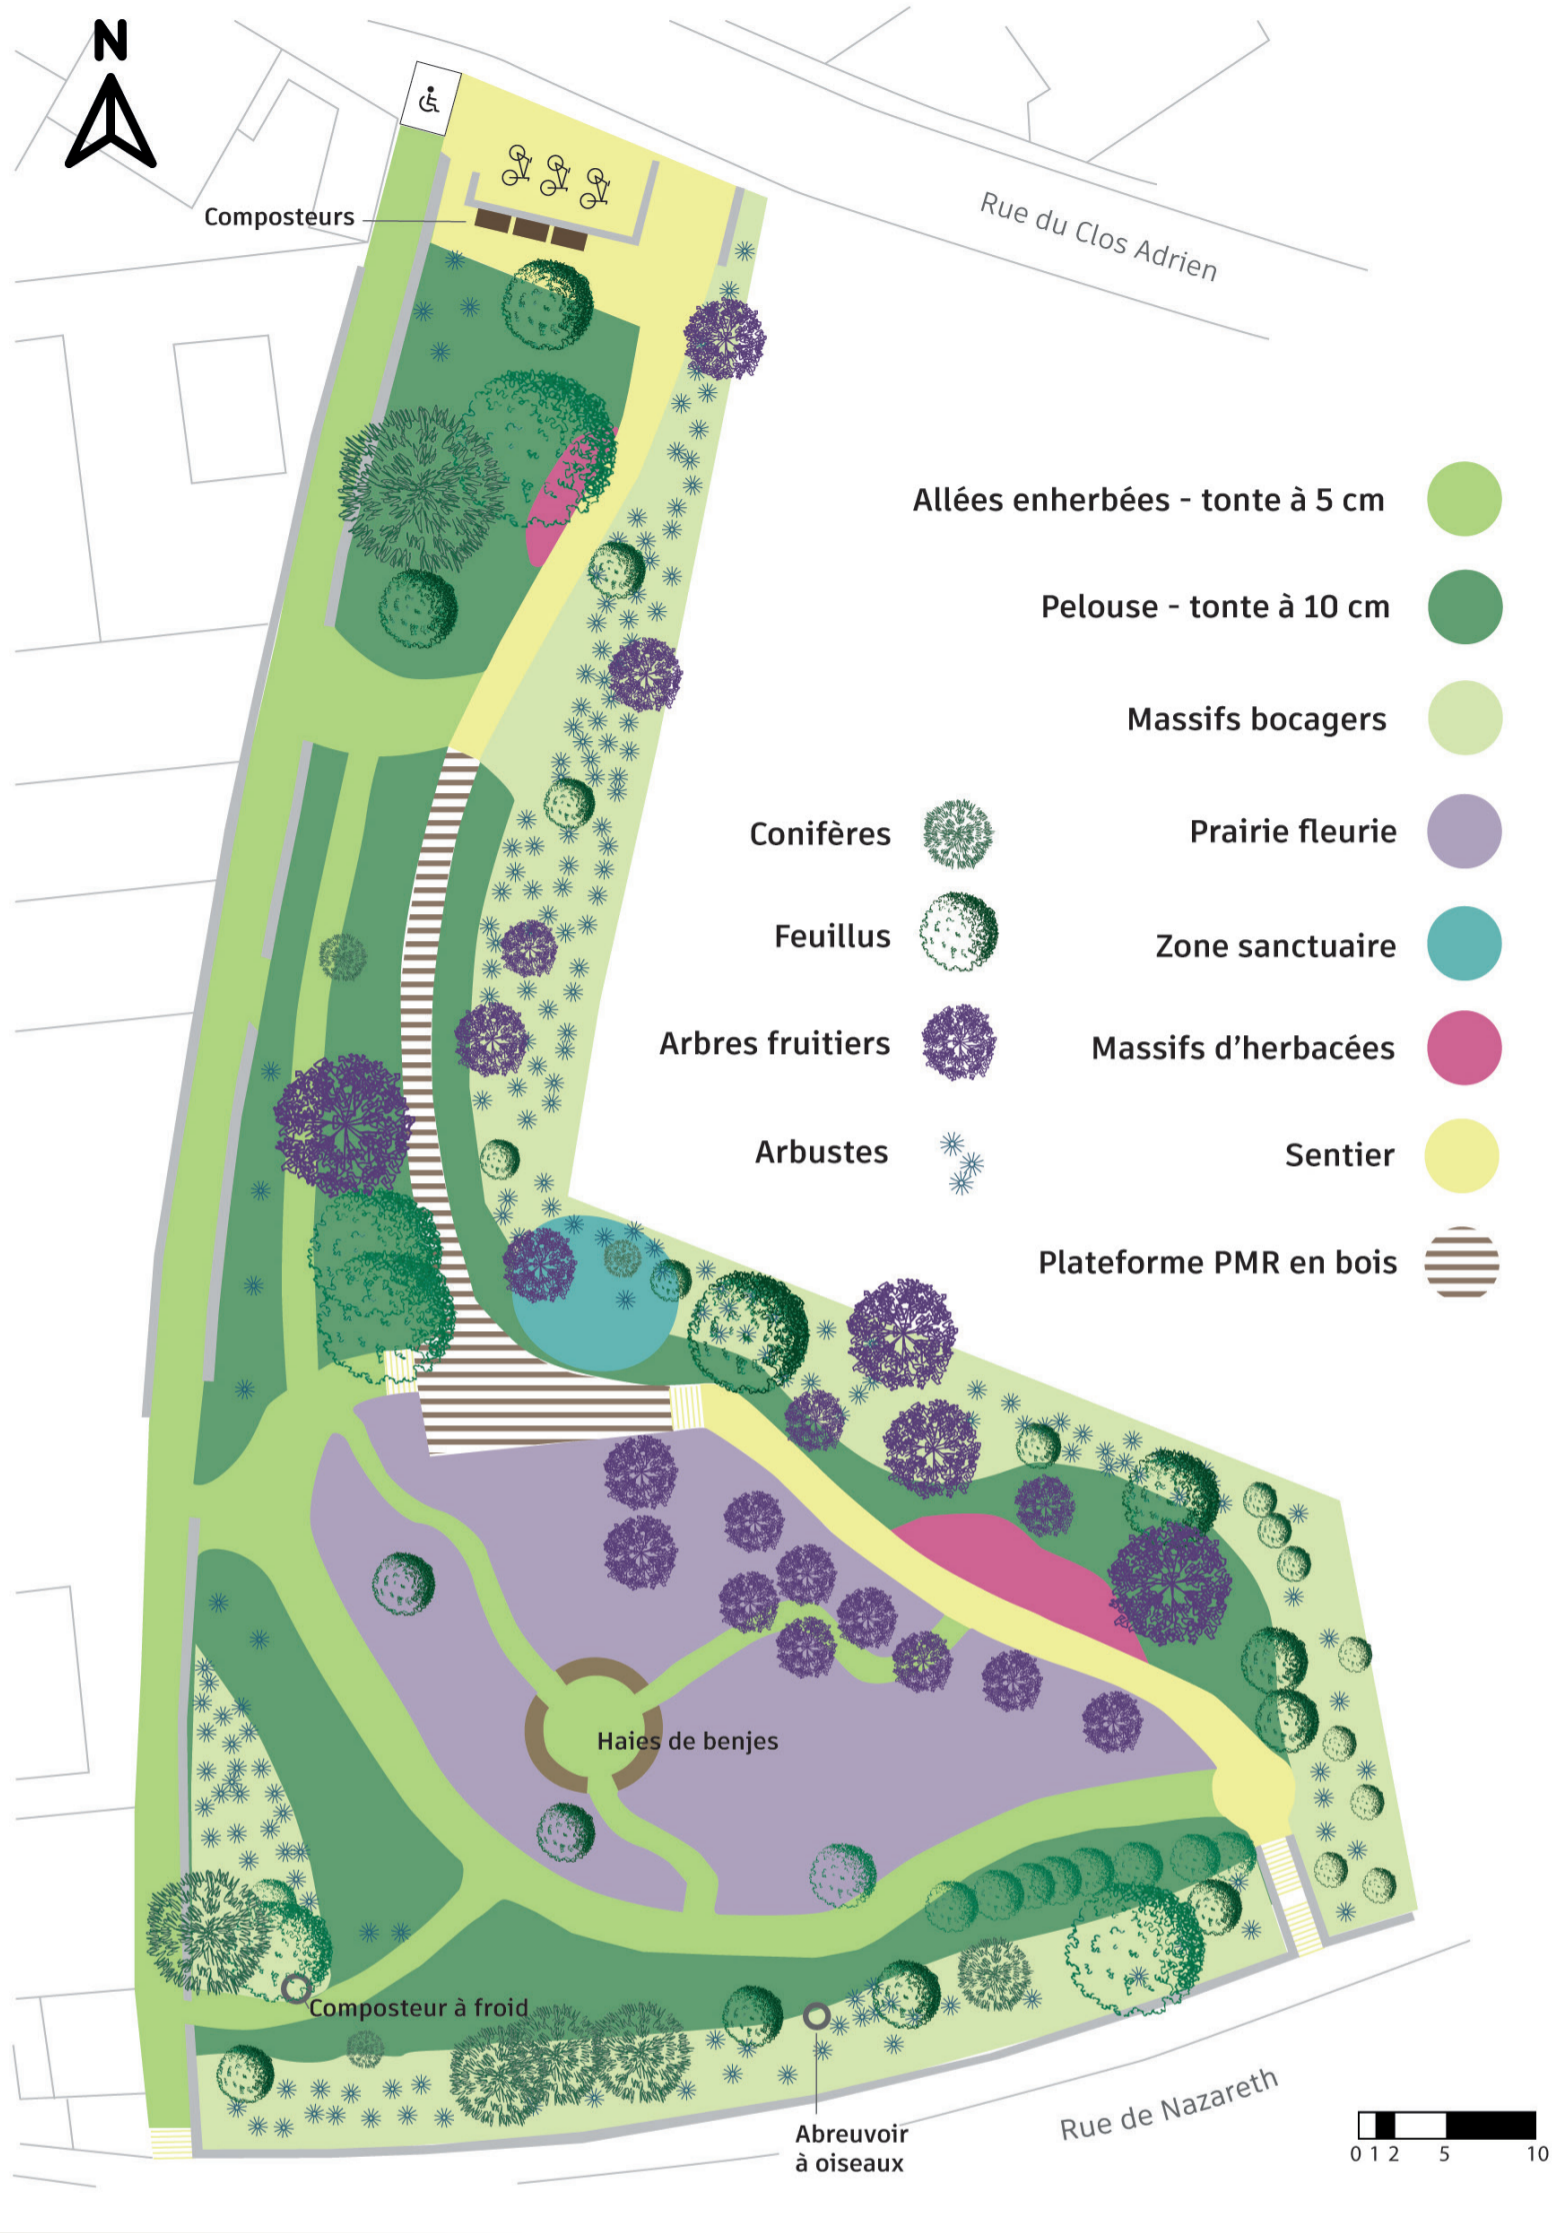 N
Composteurs
Rue du Clos Adrien
Allées enherbées - tonte à 5 cm
Pelouse - tonte à 10 cm
Massifs bocagers
Conifères
Prairie fleurie
Feuillus
Zone sanctuaire
Arbres fruitiers
Massifs d'herbacées
Arbustes
Sentier
Plateforme PMR en bois
Haies de benjes
Composteur à froid
Abreuvoir
à oiseaux
Rue de Nazareth
0 1 2 5 10